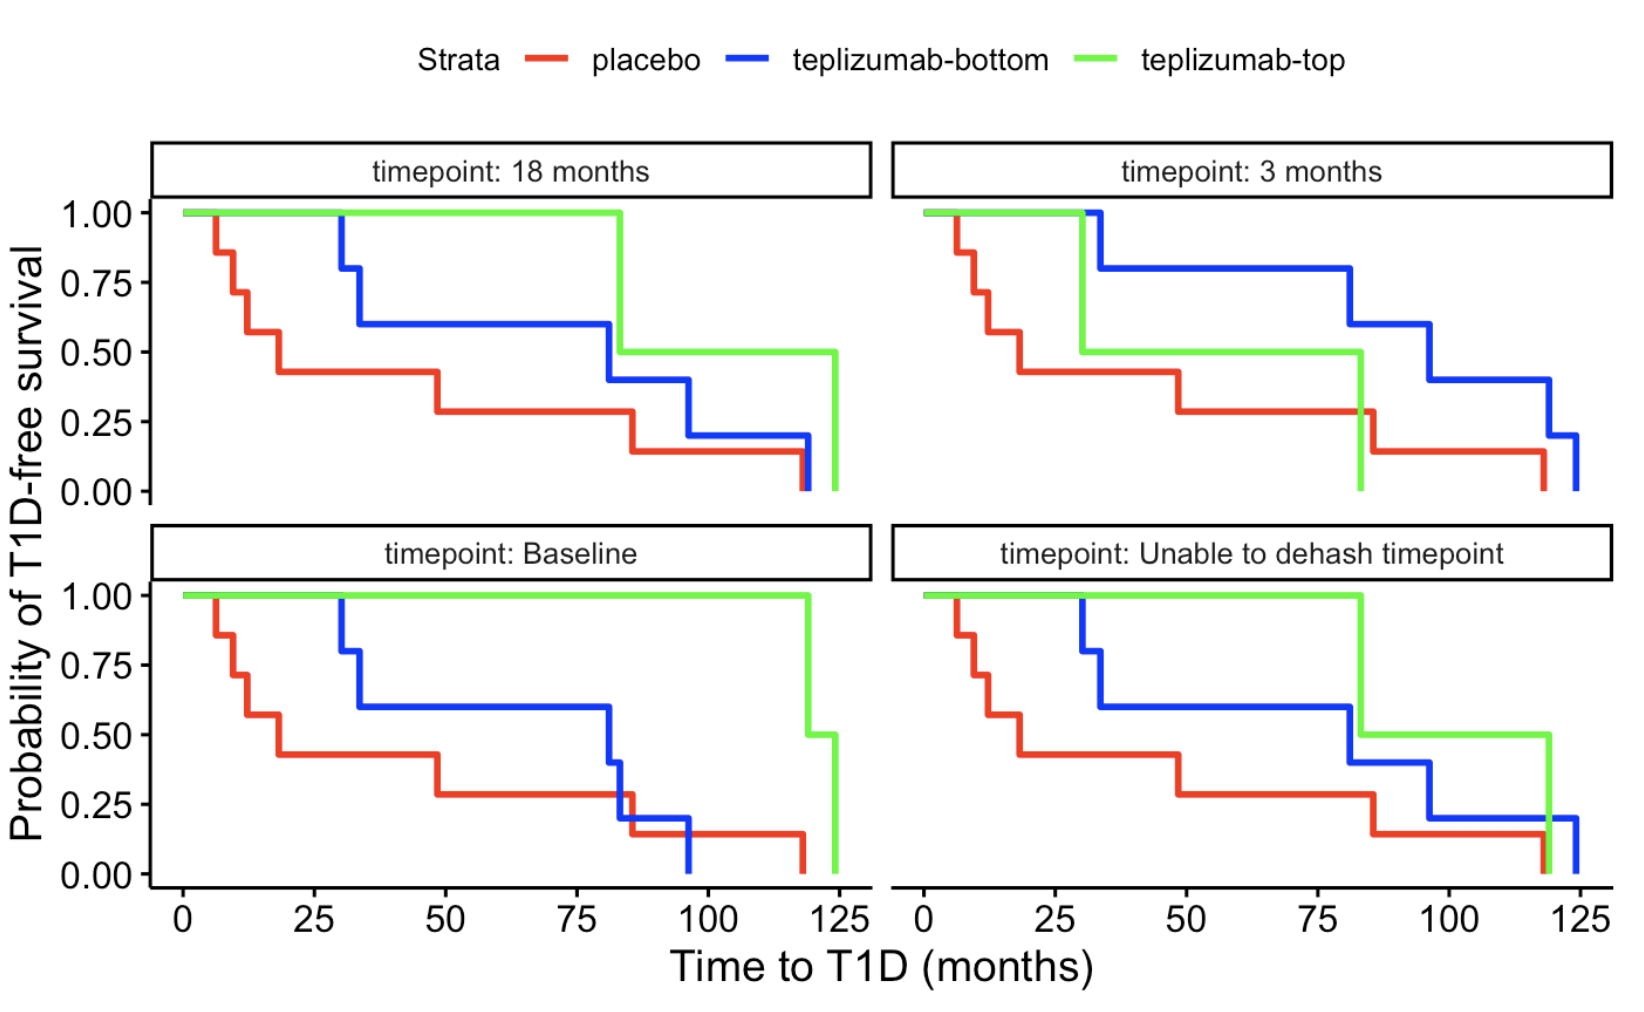 Strata placebo teplizumab-bottom teplizumab-top
timepoint: 18 months
timepoint: 3 months
1.00
0.75
0.50
0.25
0.00
timepoint: Baseline
timepoint: Unable to dehash timepoint
1.00
0.75
0.50
0.25
0.00
Probability of T1D-free survival
0 25 50 75 100 125
0 25 50 75 100 125
Time to T1D (months)